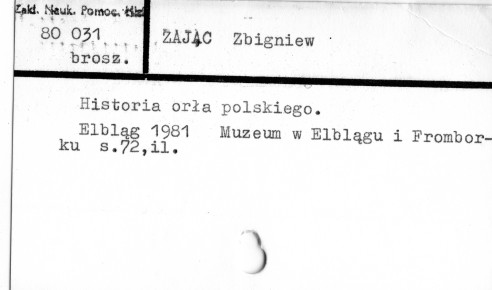 Zakł. Nauk. Pomoc. Hist
80 031
brosz.
ZAJĄC Zbigniew
Historia orła polskiego.
Elbląg 1981 Muzeum w Elblągu i Frombor-
ku s.72,il.